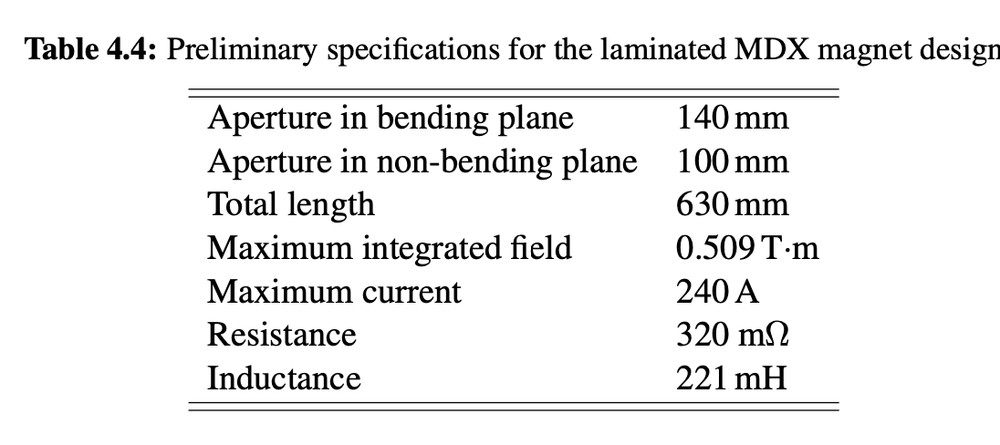 Table 4.4: Preliminary specifications for the laminated MDX magnet design
Aperture in bending plane 140 mm
Aperture in non-bending plane 100 mm
Total length 630 mm
Maximum integrated field 0.509 T·m
Maximum current 240 A
Resistance 320 mΩ
Inductance 221 mH